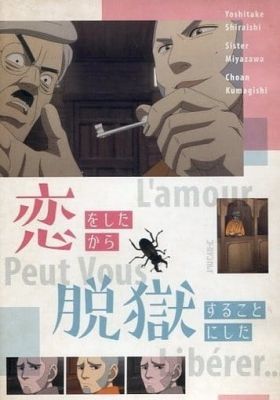 Yoshitake
Shiraishi
Sister
Miyazawa
Choan
Kumagishi
L'amour
恋をした
から
Peut Vous
脱獄することに
した
Libérer...